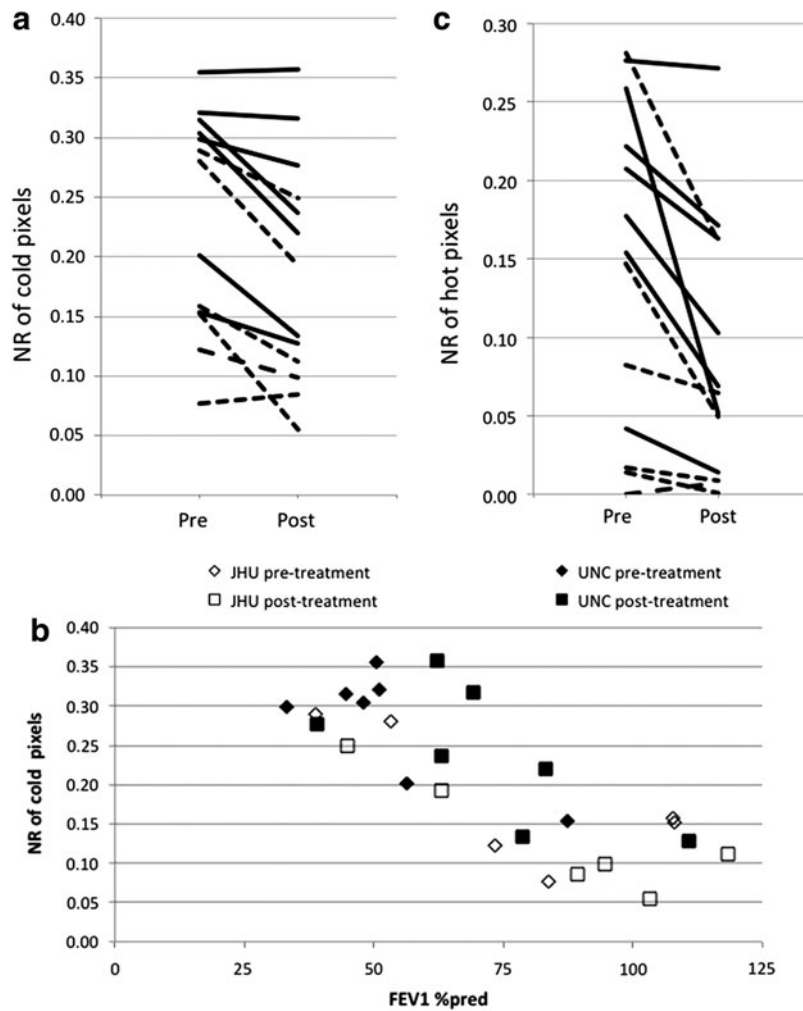 a
NR of cold pixels
0.40
0.35
0.30
0.25
0.20
0.15
0.10
0.05
0.00
Pre
Post
c
NR of hot pixels
0.30
0.25
0.20
0.15
0.10
0.05
0.00
Pre
Post
◇ JHU pre-treatment
◆ UNC pre-treatment
□ JHU post-treatment
■ UNC post-treatment
b
NR of cold pixels
0.40
0.35
0.30
0.25
0.20
0.15
0.10
0.05
0.00
0
25
50
75
100
125
FEV1 %pred